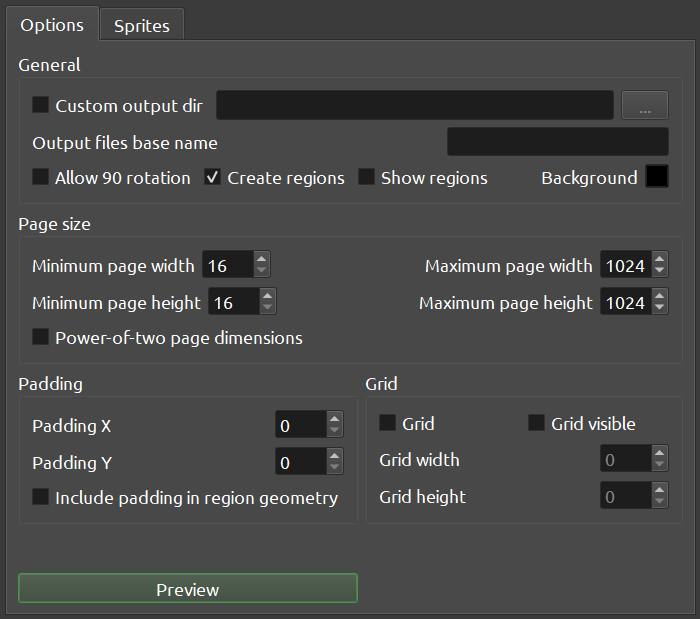 Options Sprites
General
Custom output dir ...
Output files base name
Allow 90 rotation Create regions Show regions Background
Page size
Minimum page width 16 Maximum page width 1024
Minimum page height 16 Maximum page height 1024
Power-of-two page dimensions
Padding Grid
Padding X 0 Grid Grid visible
Padding Y 0 Grid width 0
Include padding in region geometry Grid height 0
Preview